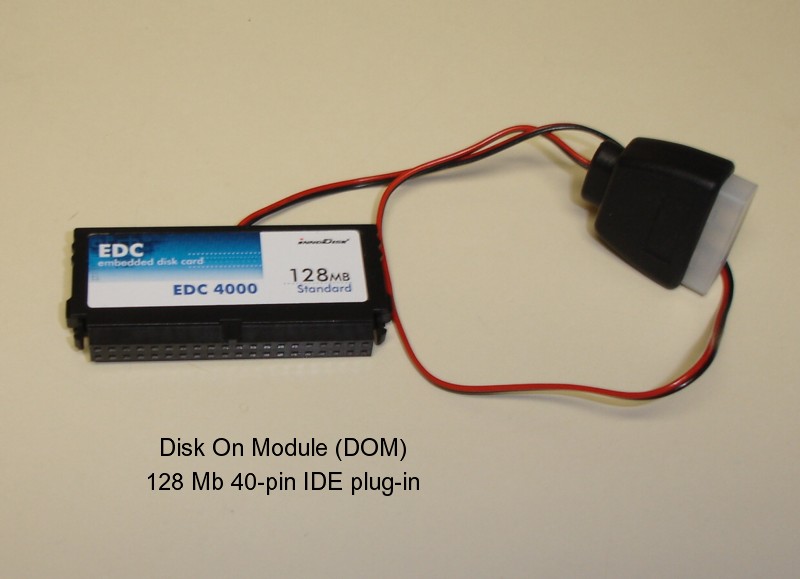 EDC
embedded disk card
InnoDisk
EDC 4000
128MB
Standard
Disk On Module (DOM)
128 Mb 40-pin IDE plug-in